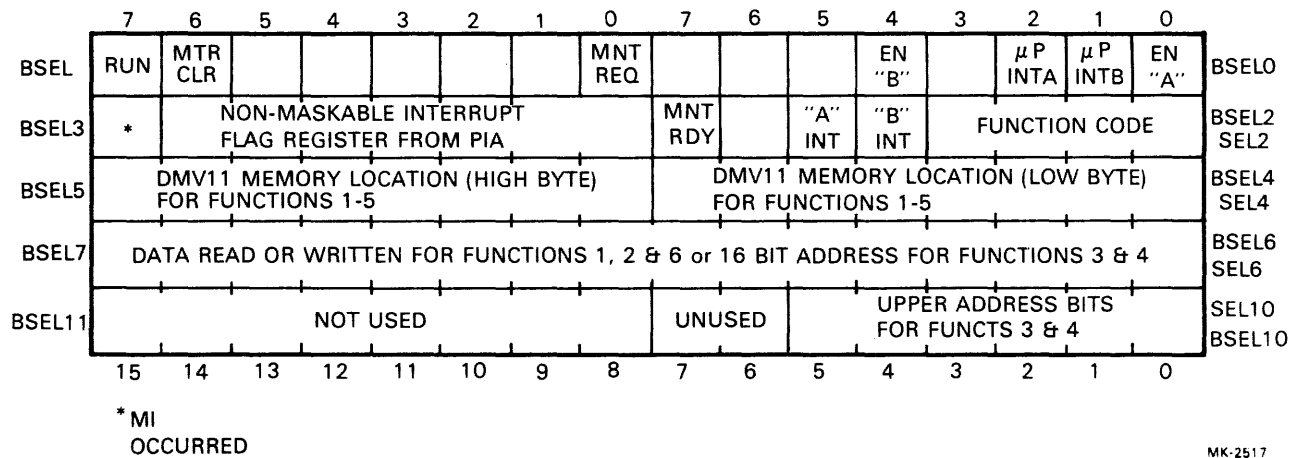 7 6 5 4 3 2 1 0 7 6 5 4 3 2 1 0
BSEL RUN MTR CLR MNT REQ EN "B" μP INTA μP INTB EN "A" BSEL0
BSEL3 * NON-MASKABLE INTERRUPT FLAG REGISTER FROM PIA MNT RDY "A" INT "B" INT FUNCTION CODE BSEL2 SEL2
BSEL5 DMV11 MEMORY LOCATION (HIGH BYTE) FOR FUNCTIONS 1-5 DMV11 MEMORY LOCATION (LOW BYTE) FOR FUNCTIONS 1-5 BSEL4 SEL4
BSEL7 DATA READ OR WRITTEN FOR FUNCTIONS 1, 2 & 6 or 16 BIT ADDRESS FOR FUNCTIONS 3 & 4 BSEL6 SEL6
BSEL11 NOT USED UNUSED UPPER ADDRESS BITS FOR FUNCTS 3 & 4 SEL10 BSEL10
15 14 13 12 11 10 9 8 7 6 5 4 3 2 1 0
* MI
OCCURRED
MK-2517